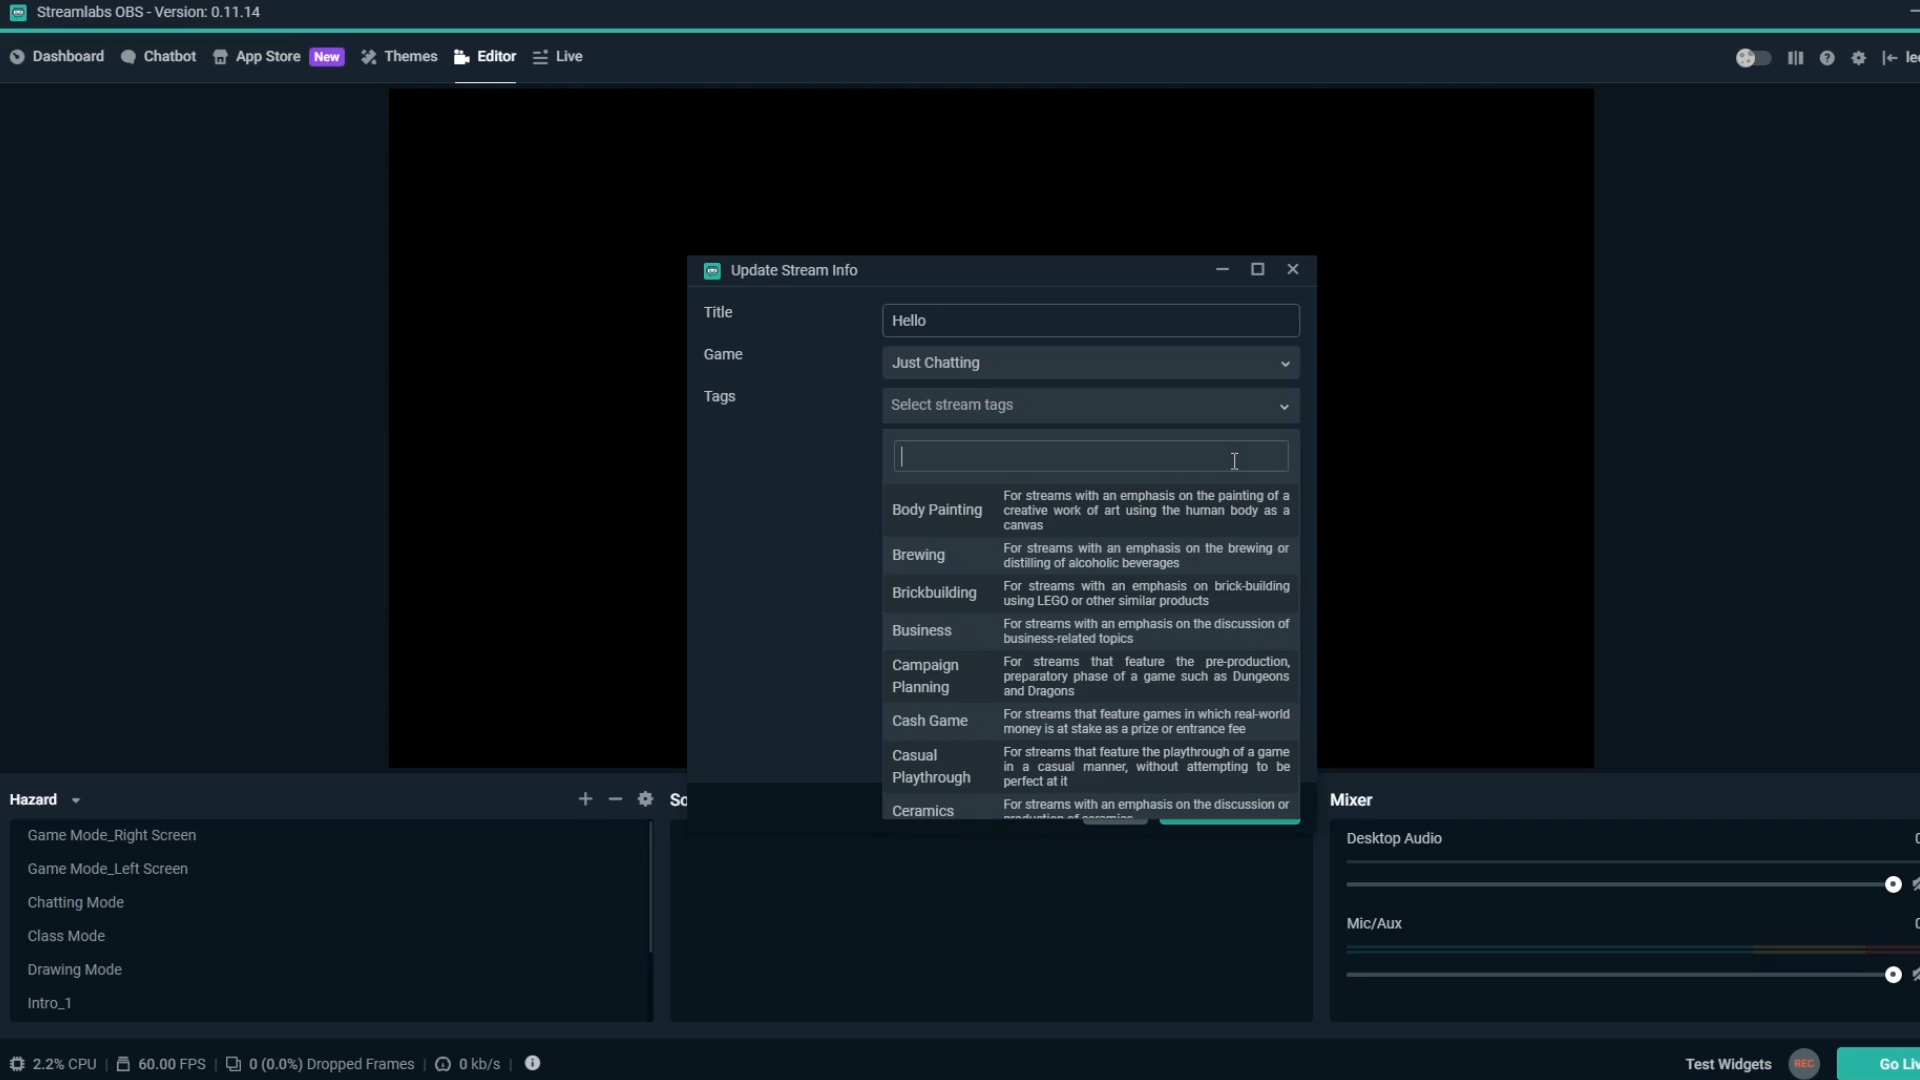 Streamlabs OBS - Version: 0.11.14
Dashboard Chatbot App Store New Themes Editor Live
Update Stream Info
Title Hello
Game Just Chatting
Tags Select stream tags
Body Painting For streams with an emphasis on the painting of a
creative work of art using the human body as a
canvas
Brewing For streams with an emphasis on the brewing or
distilling of alcoholic beverages
Brickbuilding For streams with an emphasis on brick-building
using LEGO or other similar products
Business For streams with an emphasis on the discussion of
business-related topics
Campaign Planning For streams that feature the pre-production,
preparatory phase of a game such as Dungeons
and Dragons
Cash Game For streams that feature games in which real-world
money is at stake as a prize or entrance fee
Casual Playthrough For streams that feature the playthrough of a game
in a casual manner, without attempting to be
perfect at it
Ceramics For streams with an emphasis on the discussion or
production of ceramics
Hazard
Game Mode_Right Screen
Game Mode_Left Screen
Chatting Mode
Class Mode
Drawing Mode
Intro_1
So
Mixer
Desktop Audio
Mic/Aux
2.2% CPU 60.00 FPS 0 (0.0%) Dropped Frames 0 kb/s
Test Widgets REC Go Liv